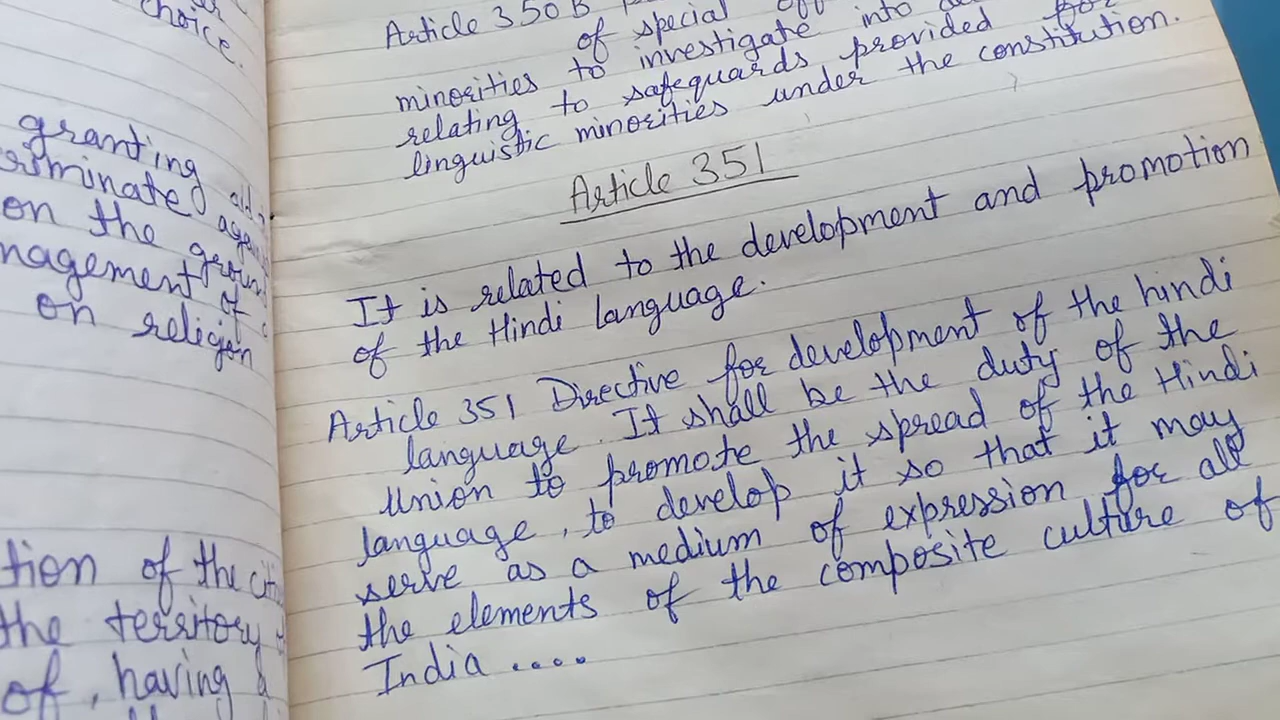 choice.
granting aid
on the
nagement of
on religion
tion of the
the territory
of, having
Article 350B
of special
minorities to investigate into
relating to safeguards provided for
linguistic minorities under the constitution.
Article 351
It is related to the development and promotion
of the Hindi language.
Article 351 Directive for development of the hindi
language. It shall be the duty of the
Union to promote the spread of the Hindi
language, to develop it so that it may
serve as a medium of expression for all
the elements of the composite culture of
India ....